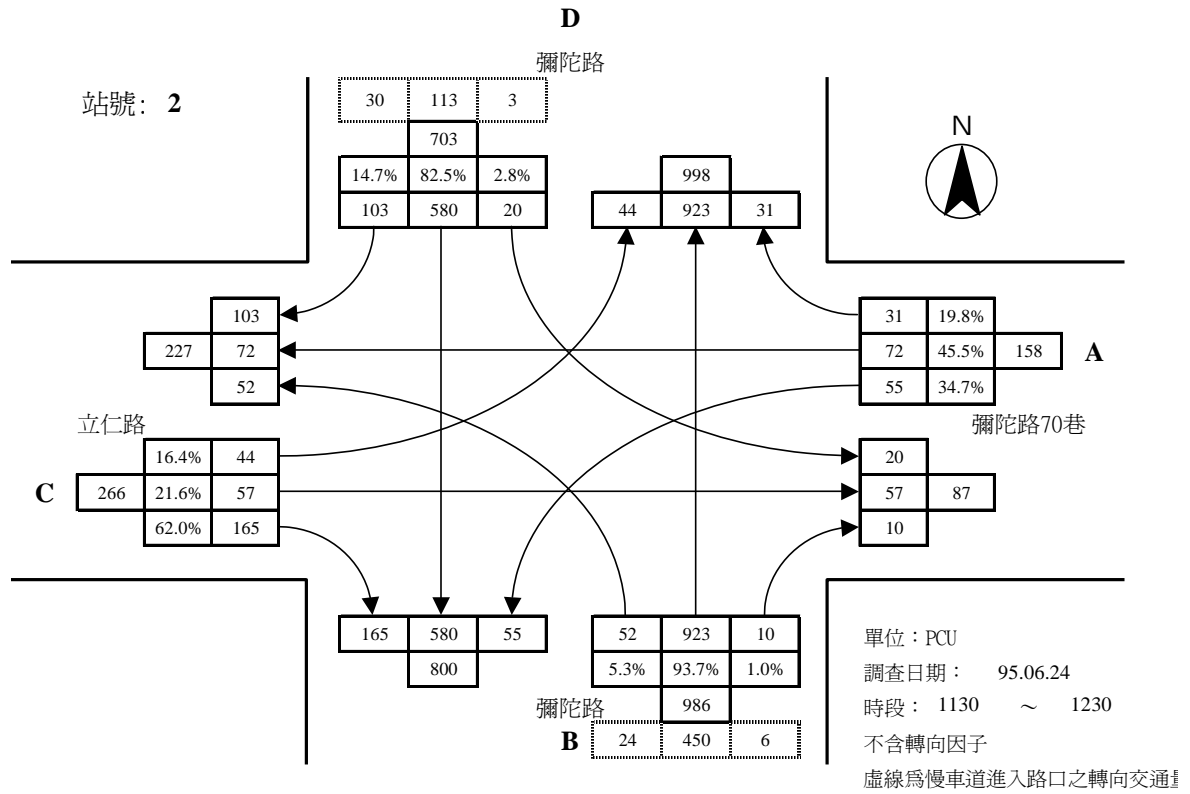 D
彌陀路
站號: 2
30 113 3
703
14.7% 82.5% 2.8%
103 580 20
998
44 923 31
N
103
227 72
52
31 19.8%
72 45.5% 158
55 34.7%
A
立仁路
彌陀路70巷
C
16.4% 44
266 21.6% 57
62.0% 165
20
57 87
10
165 580 55
800
52 923 10
5.3% 93.7% 1.0%
986
彌陀路
B
24 450 6
單位：PCU
調查日期： 95.06.24
時段： 1130 ～ 1230
不含轉向因子
虛線爲慢車道進入路口之轉向交通量